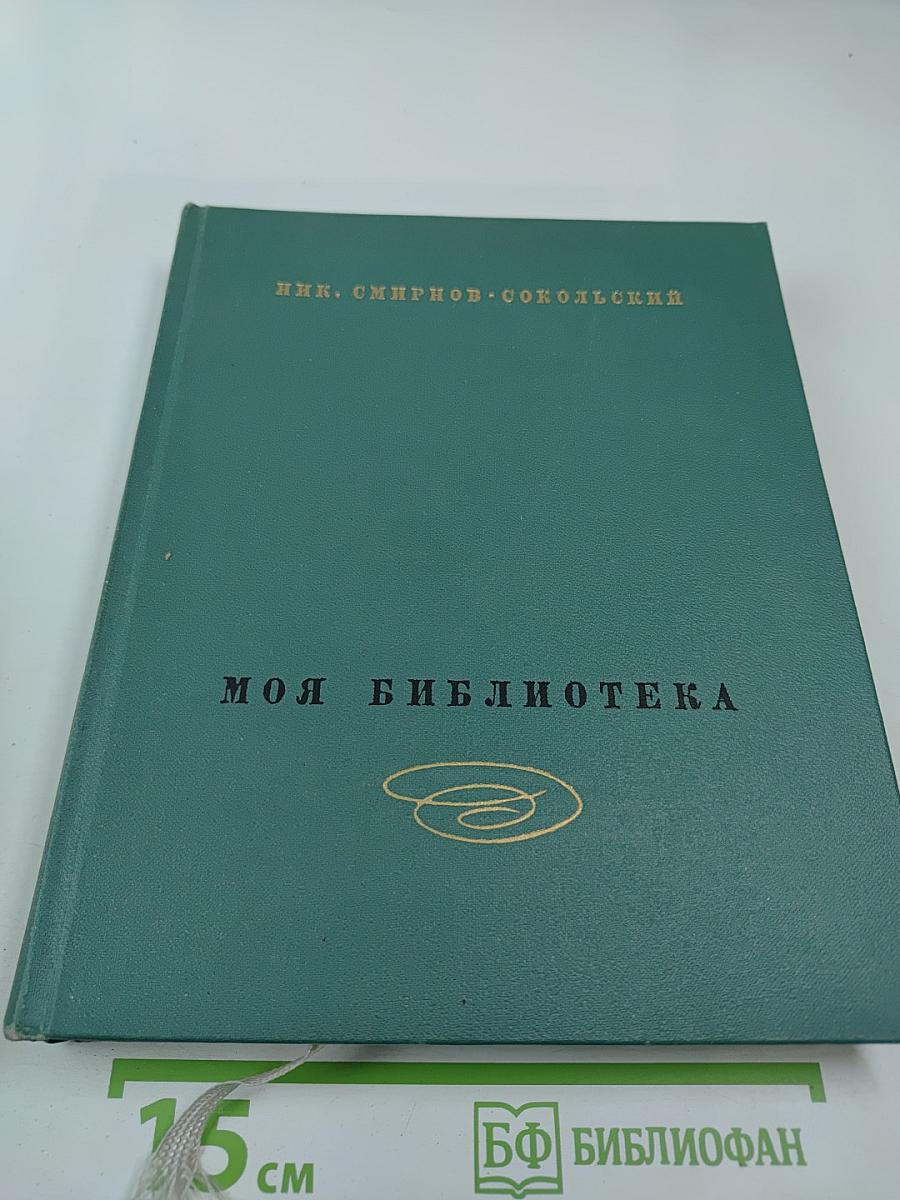 НИК. СМИРНОВ-СОКОЛЬСКИЙ
МОЯ БИБЛИОТЕКА
15 см
БФ БИБЛИОФАН